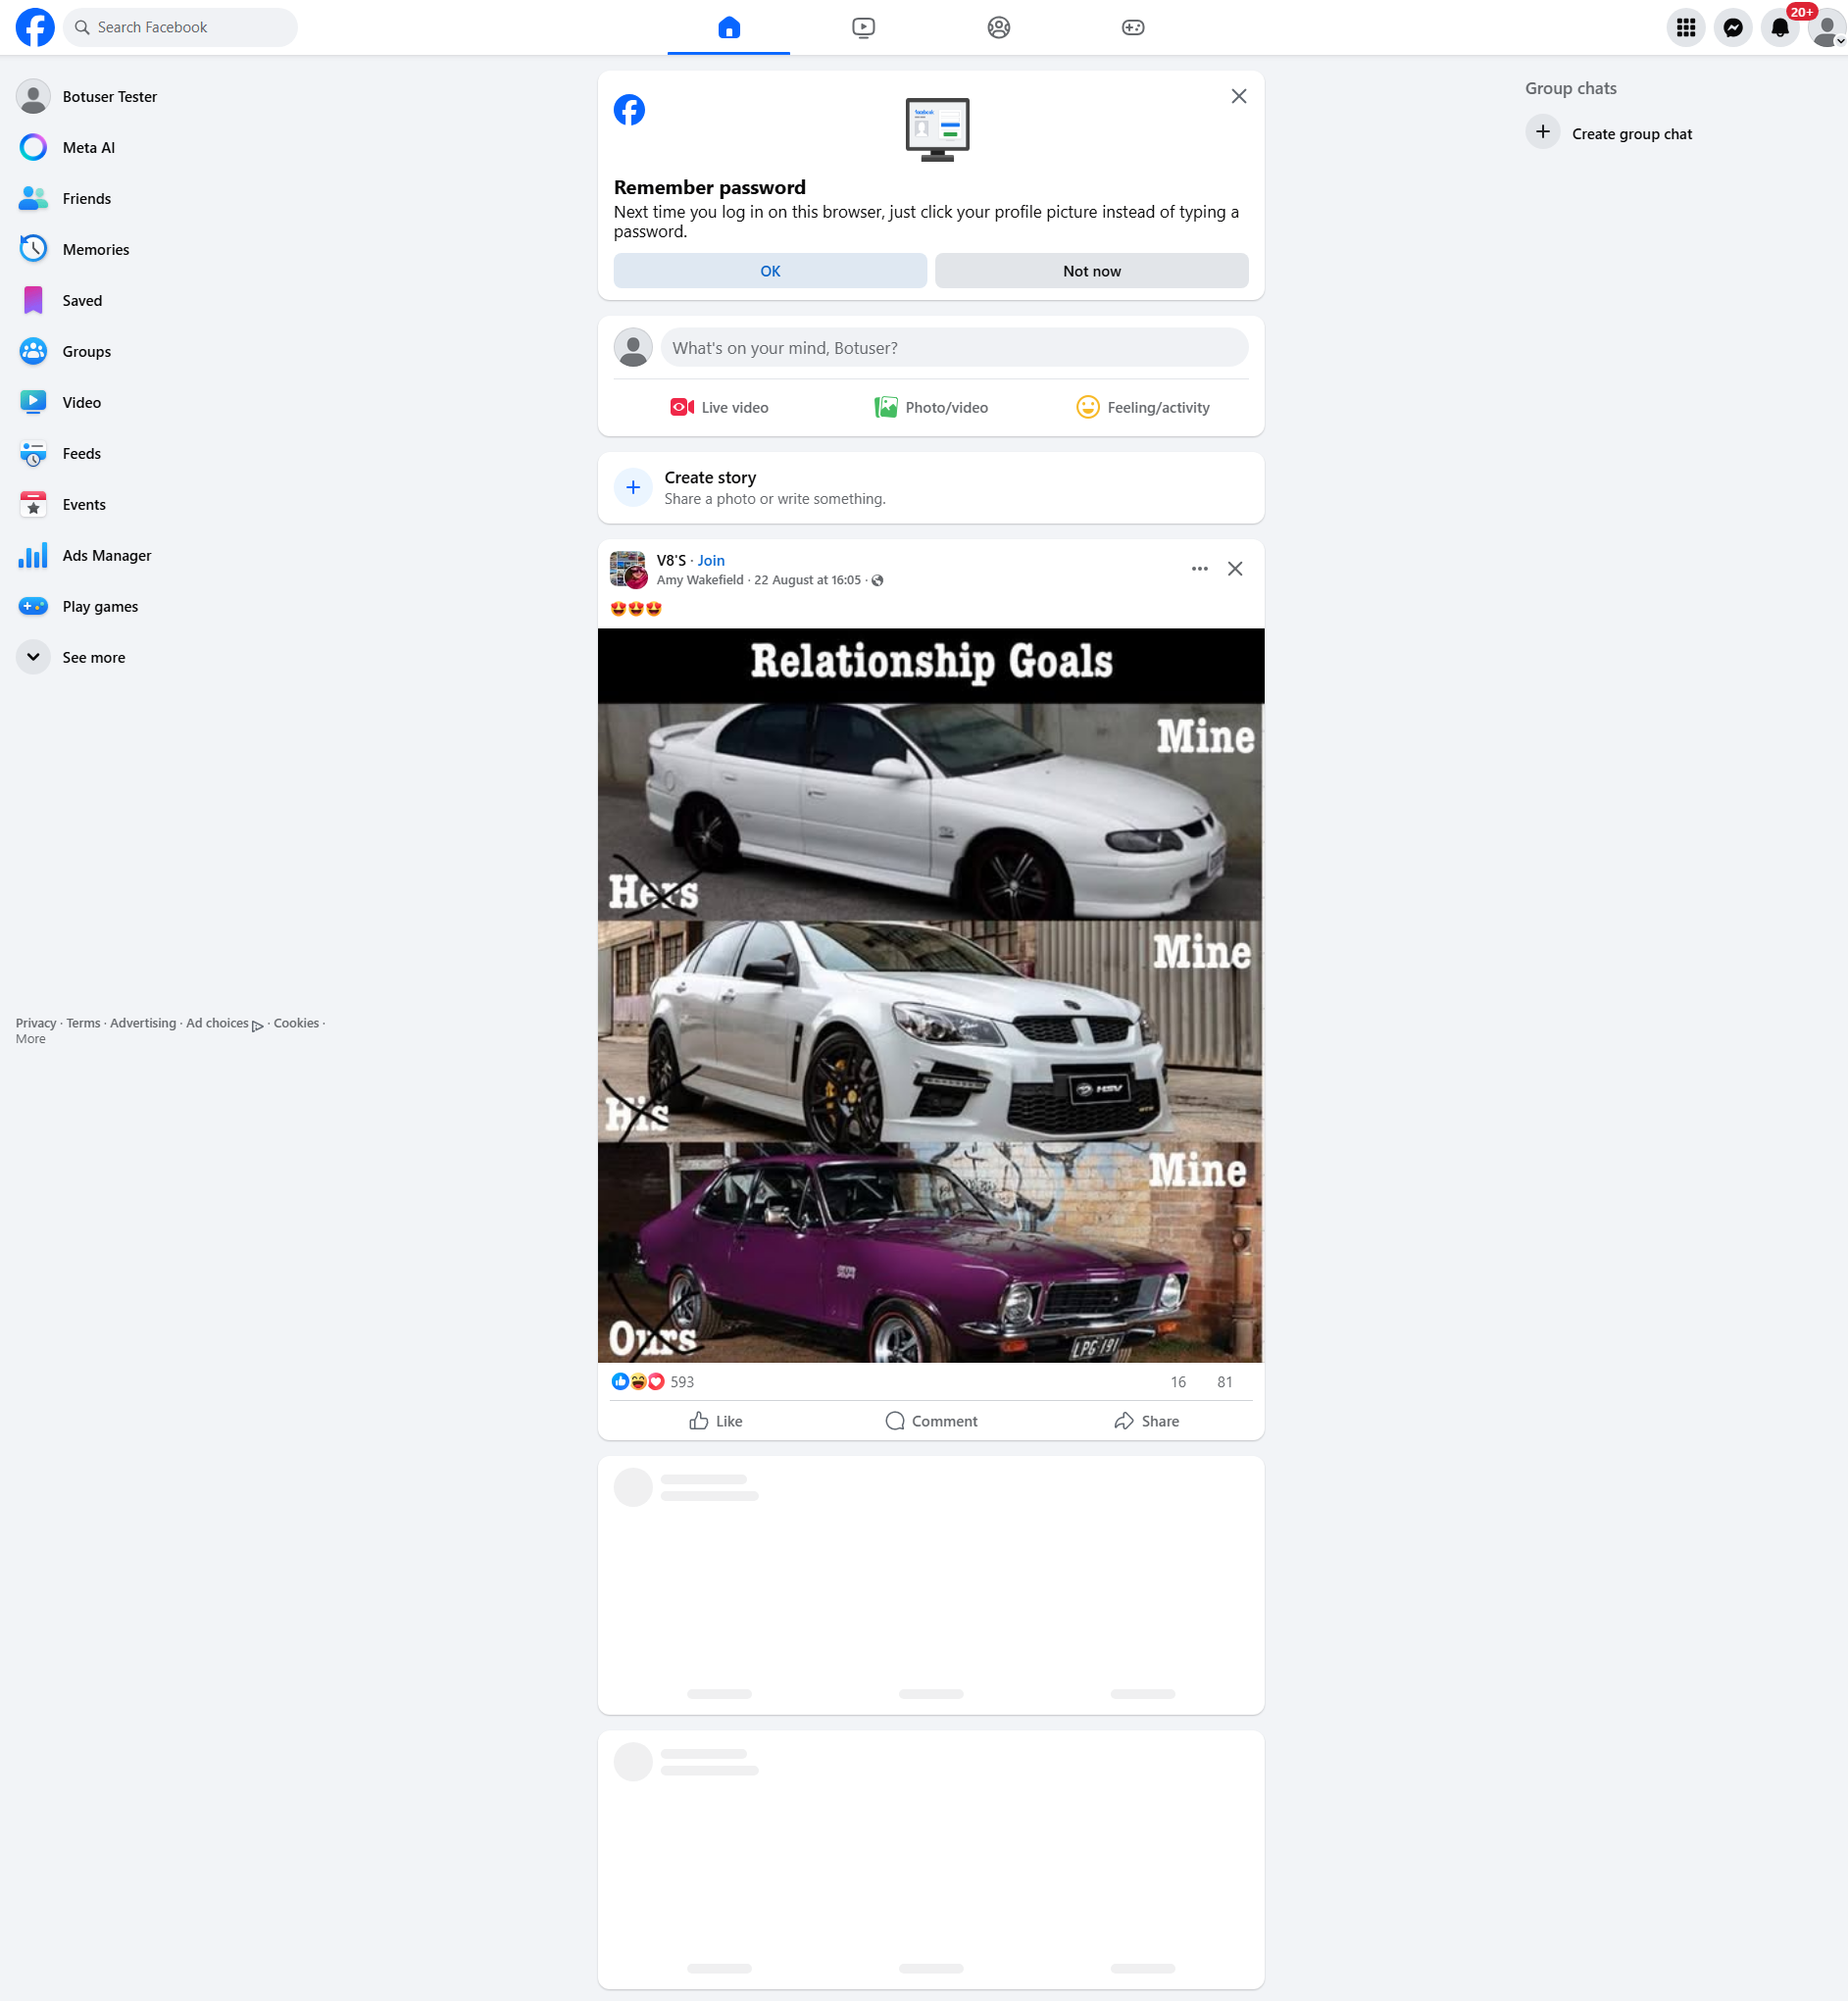 Search Facebook
20+
Botuser Tester
Meta AI
Friends
Memories
Saved
Groups
Video
Feeds
Events
Ads Manager
Play games
See more
Privacy · Terms · Advertising · Ad choices · Cookies ·
More
Remember password
Next time you log in on this browser, just click your profile picture instead of typing a
password.
OK
Not now
What's on your mind, Botuser?
Live video
Photo/video
Feeling/activity
Create story
Share a photo or write something.
V8'S · Join
Amy Wakefield · 22 August at 16:05 ·
😍😍😍
Relationship Goals
Mine
Hers
Mine
HSV
His
Mine
LPG 191
Ours
593
16
81
Like
Comment
Share
Group chats
Create group chat